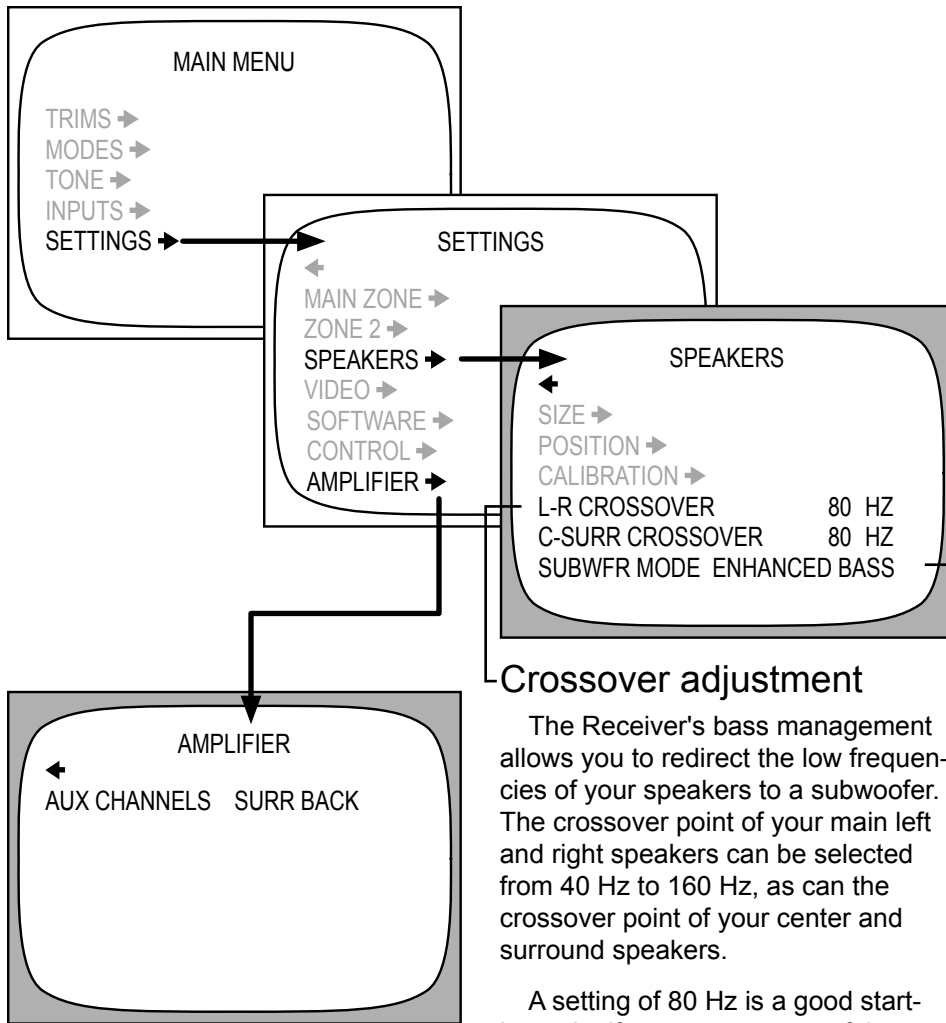 MAIN MENU
TRIMS ➔
MODES ➔
TONE ➔
INPUTS ➔
SETTINGS ➔
SETTINGS
MAIN ZONE ➔
ZONE 2 ➔
SPEAKERS ➔
VIDEO ➔
SOFTWARE ➔
CONTROL ➔
AMPLIFIER ➔
SPEAKERS
SIZE ➔
POSITION ➔
CALIBRATION ➔
L-R CROSSOVER 80 HZ
C-SURR CROSSOVER 80 HZ
SUBWFR MODE ENHANCED BASS
AMPLIFIER
AUX CHANNELS SURR BACK
Crossover adjustment
The Receiver's bass management
allows you to redirect the low frequen-
cies of your speakers to a subwoofer.
The crossover point of your main left
and right speakers can be selected
from 40 Hz to 160 Hz, as can the
crossover point of your center and
surround speakers.
A setting of 80 Hz is a good start-